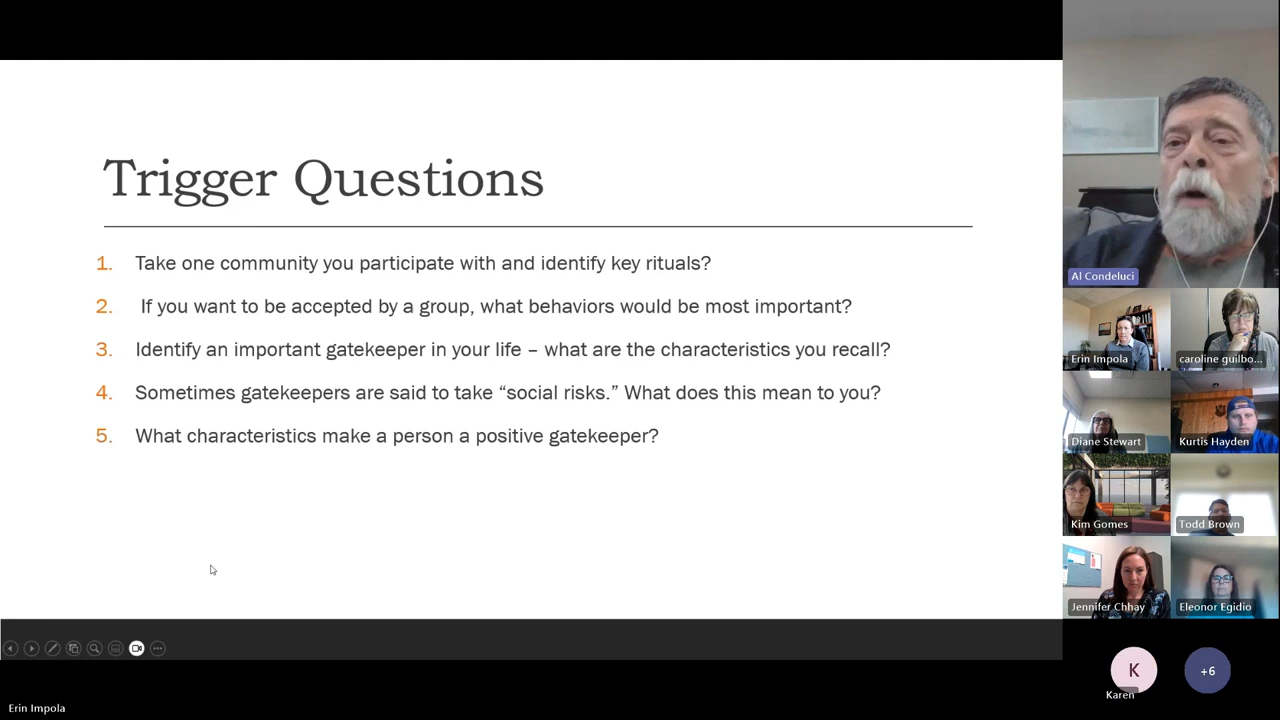 Trigger Questions
1. Take one community you participate with and identify key rituals?
2. If you want to be accepted by a group, what behaviors would be most important?
3. Identify an important gatekeeper in your life – what are the characteristics you recall?
4. Sometimes gatekeepers are said to take “social risks.” What does this mean to you?
5. What characteristics make a person a positive gatekeeper?
Al Condeluci
Erin Impola
caroline guilbo...
Diane Stewart
Kurtis Hayden
Kim Gomes
Todd Brown
Jennifer Chhay
Eleonor Egidio
K
Karen
+6
Erin Impola